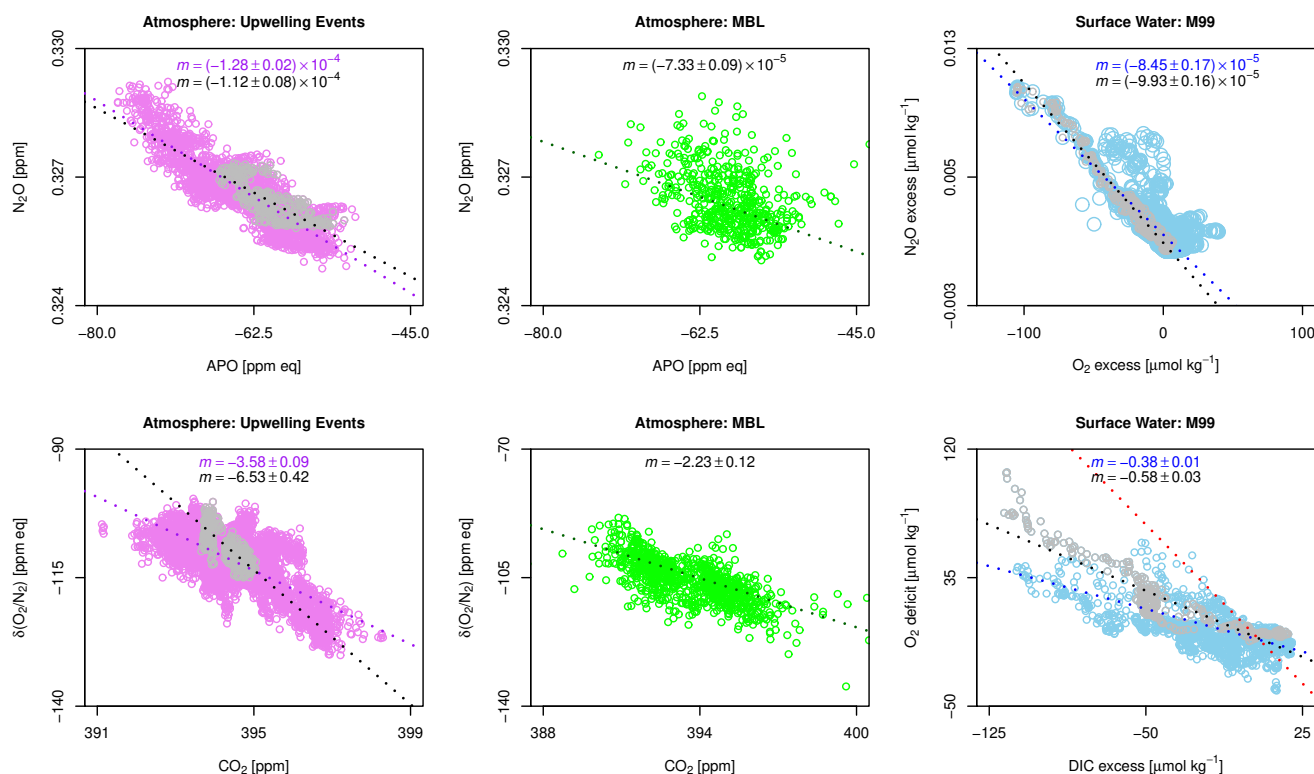 Atmosphere: Upwelling Events
m = (−1.28 ± 0.02) × 10⁻⁴
m = (−1.12 ± 0.08) × 10⁻⁴
0.330
0.327
0.324
N₂O [ppm]
−80.0
−62.5
−45.0
APO [ppm eq]
Atmosphere: MBL
m = (−7.33 ± 0.09) × 10⁻⁵
0.330
0.327
0.324
N₂O [ppm]
−80.0
−62.5
−45.0
APO [ppm eq]
Surface Water: M99
m = (−8.45 ± 0.17) × 10⁻⁵
m = (−9.93 ± 0.16) × 10⁻⁵
0.013
0.005
−0.003
N₂O excess [μmol kg⁻¹]
−100
0
100
O₂ excess [μmol kg⁻¹]
Atmosphere: Upwelling Events
m = −3.58 ± 0.09
m = −6.53 ± 0.42
−90
−115
−140
δ(O₂/N₂) [ppm eq]
391
395
399
CO₂ [ppm]
Atmosphere: MBL
m = −2.23 ± 0.12
−70
−105
−140
δ(O₂/N₂) [ppm eq]
388
394
400
CO₂ [ppm]
Surface Water: M99
m = −0.38 ± 0.01
m = −0.58 ± 0.03
120
35
−50
O₂ deficit [μmol kg⁻¹]
−125
−50
25
DIC excess [μmol kg⁻¹]